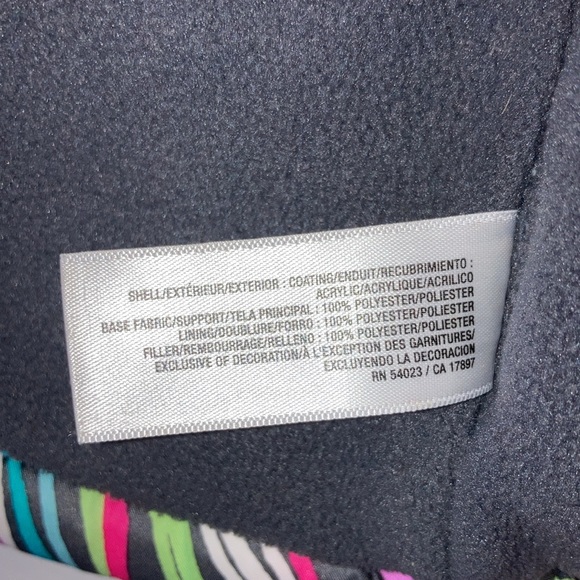 SHELL/EXTÉRIEUR/EXTERIOR : COATING/ENDUIT/RECUBRIMIENTO :
ACRYLIC/ACRYLIQUE/ACRILICO
BASE FABRIC/SUPPORT/TELA PRINCIPAL : 100% POLYESTER/POLIESTER
LINING/DOUBLURE/FORRO : 100% POLYESTER/POLIESTER
FILLER/REMBOURRAGE/RELLENO : 100% POLYESTER/POLIESTER
EXCLUSIVE OF DECORATION/À L'EXCEPTION DES GARNITURES/
EXCLUYENDO LA DECORACION
RN 54023 / CA 17897